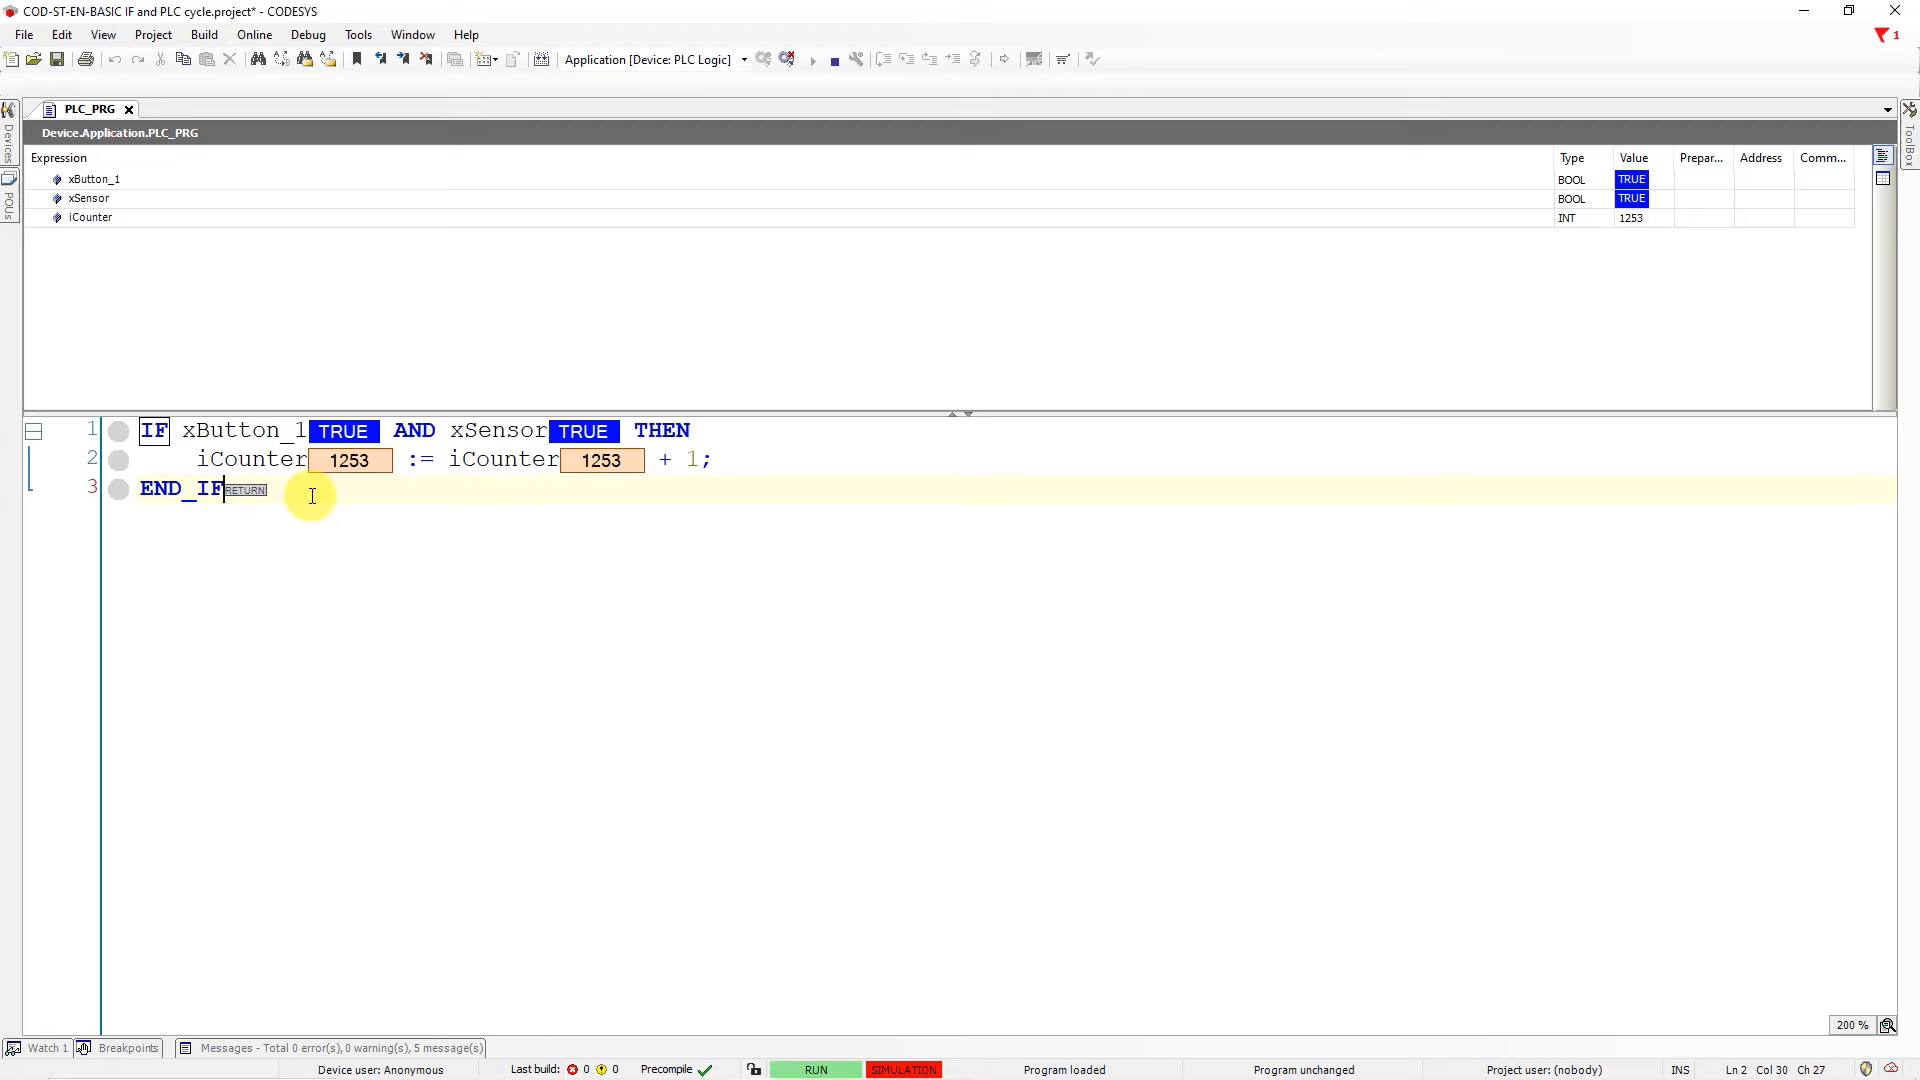 COD-ST-EN-BASIC IF and PLC cycle.project* - CODESYS
File Edit View Project Build Online Debug Tools Window Help
1
Application [Device: PLC Logic]
PLC_PRG
Device.Application.PLC_PRG
Devices
POUs
ToolBox
Expression Type Value Prepar... Address Comm...
xButton_1 BOOL TRUE
xSensor BOOL TRUE
iCounter INT 1253
1 IF xButton_1 TRUE AND xSensor TRUE THEN
2 iCounter 1253 := iCounter 1253 + 1;
3 END_IF RETURN
200 %
Watch 1 Breakpoints Messages - Total 0 error(s), 0 warning(s), 5 message(s)
Device user: Anonymous Last build: 0 0 Precompile RUN SIMULATION Program loaded Program unchanged Project user: (nobody) INS Ln 2 Col 30 Ch 27